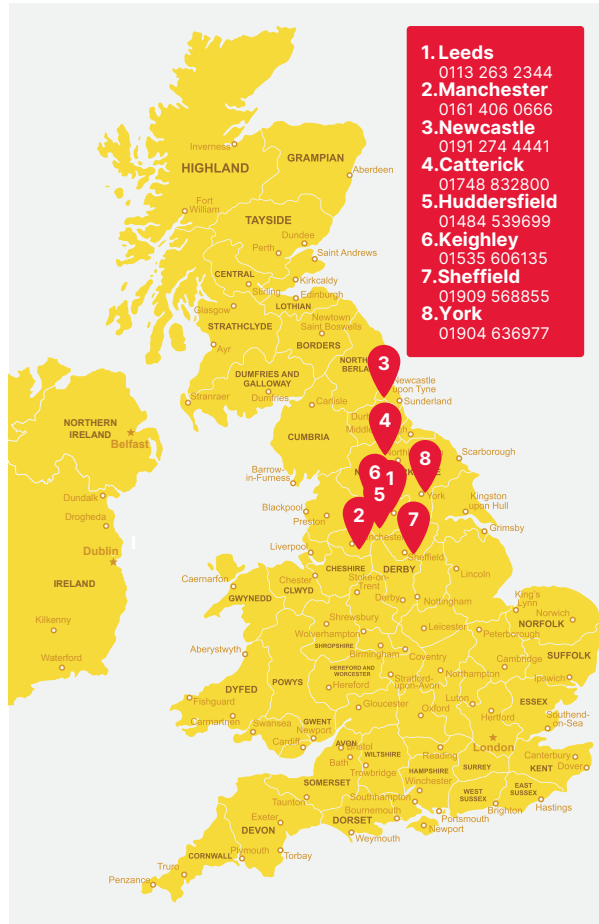 1. Leeds
0113 263 2344
2.Manchester
0161 406 0666
3.Newcastle
0191 274 4441
4.Catterick
01748 832800
5.Huddersfield
01484 539699
6.Keighley
01535 606135
7.Sheffield
01909 568855
8.York
01904 636977
Inverness
HIGHLAND
GRAMPIAN
Aberdeen
Fort
William
TAYSIDE
Dundee
Perth
Saint Andrews
CENTRAL
Stirling
Kirkcaldy
Edinburgh
LOTHIAN
Glasgow
STRATHCLYDE
Newtown
Saint Boswells
BORDERS
Ayr
DUMFRIES AND
GALLOWAY
Dumfries
Stranraer
Carlisle
3
Newcastle
upon Tyne
Sunderland
4
CUMBRIA
NORTHERN
IRELAND
Belfast
Scarborough
8
6
1
5
York
Barrow-
in-Furness
Blackpool
Preston
Kingston
upon Hull
2
7
Grimsby
Dundalk
Drogheda
Dublin
IRELAND
Kilkenny
Waterford
Liverpool
Sheffield
CHESHIRE
DERBY
Lincoln
Caernarfon
Chester
CLWYD
GWYNEDD
Stoke-on-
Trent
Derby
Nottingham
King's
Lynn
Norwich
NORFOLK
Shrewsbury
Wolverhampton
Leicester
Peterborough
SHROPSHIRE
Birmingham
Coventry
Cambridge
SUFFOLK
Aberystwyth
HEREFORD AND
WORCESTER
Stratford-
upon-Avon
Northampton
Ipswich
POWYS
Hereford
DYFED
Fishguard
Carmarthen
Gloucester
Oxford
Luton
Hertford
ESSEX
Southend-
on-Sea
Swansea
GWENT
Newport
Cardiff
AVON
Bristol
Bath
WILTSHIRE
Trowbridge
Reading
London
Canterbury
KENT
Dover
SURREY
HAMPSHIRE
Winchester
WEST
SUSSEX
EAST
SUSSEX
Hastings
Brighton
SOMERSET
Taunton
Southampton
Bournemouth
Portsmouth
Newport
DORSET
Weymouth
Exeter
DEVON
Torbay
Plymouth
CORNWALL
Truro
Penzance